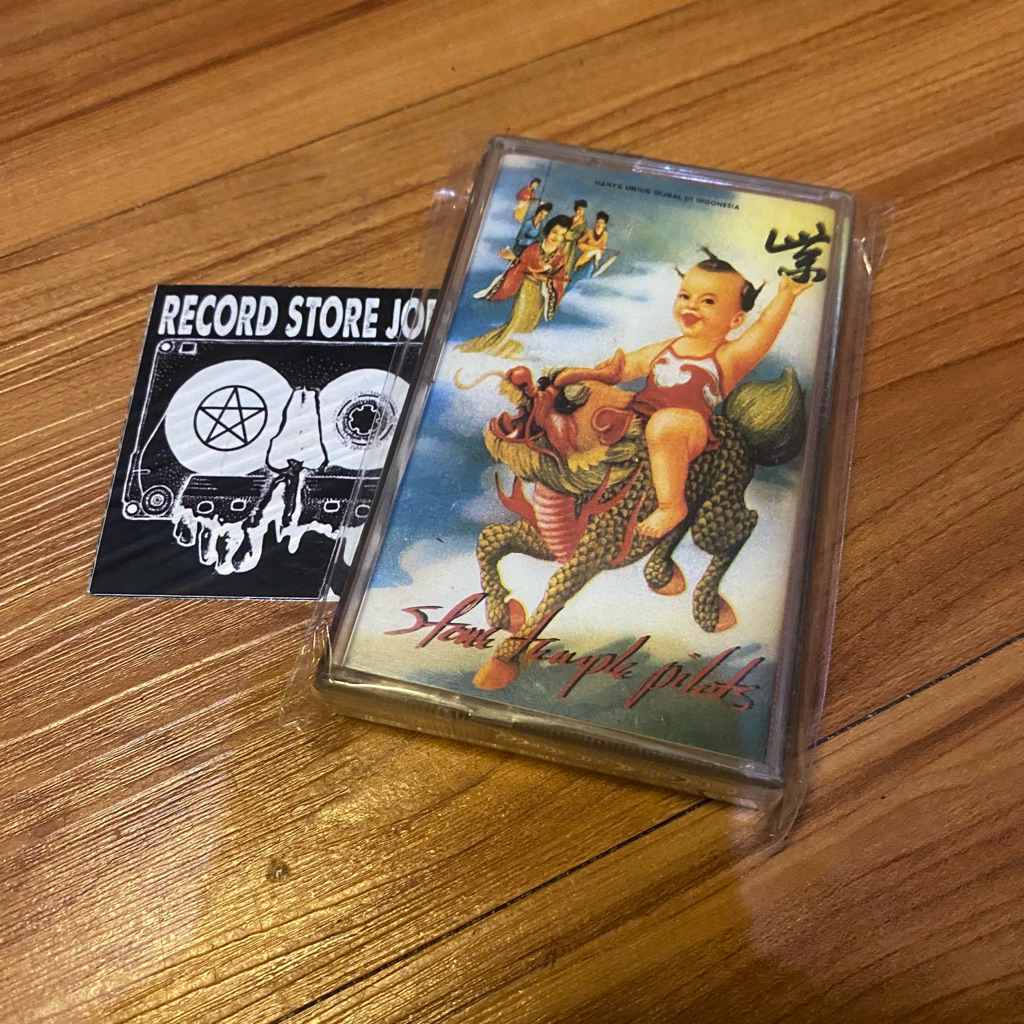 HANYA UNTUK DIJUAL DI INDONESIA
紫
RECORD STORE JO
stone temple pilots